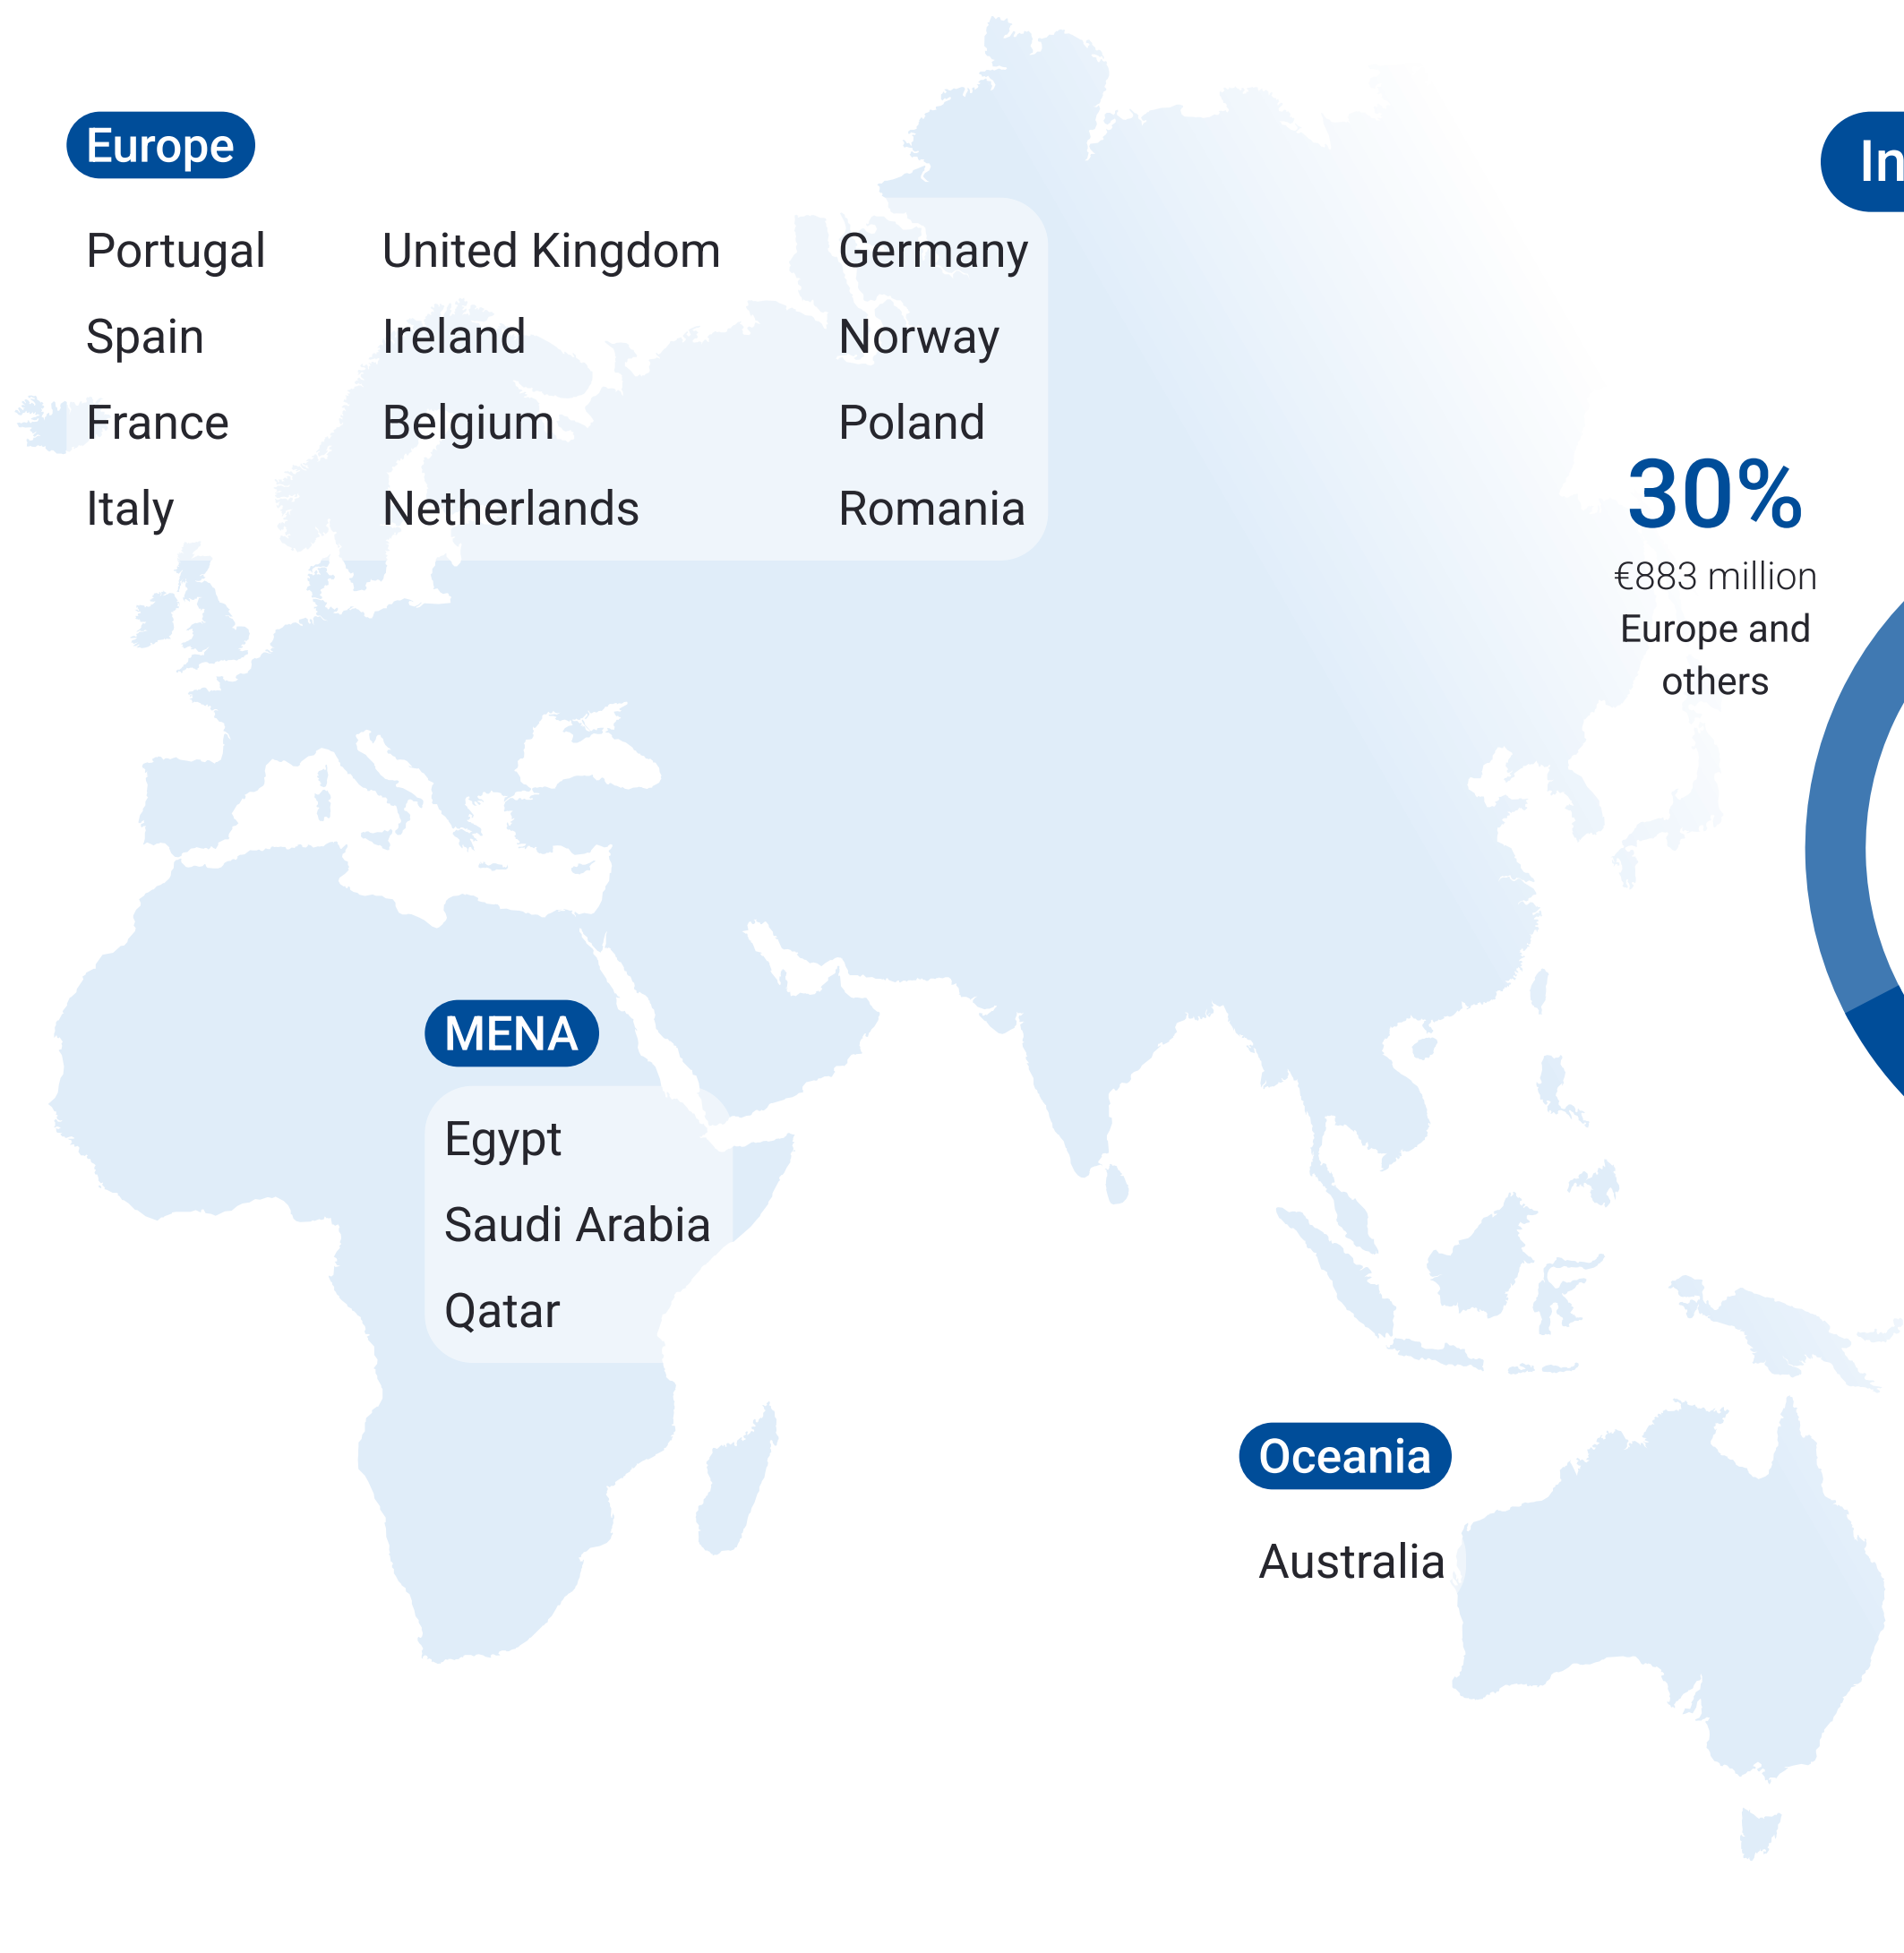 Europe
Portugal
Spain
France
Italy
United Kingdom
Ireland
Belgium
Netherlands
Germany
Norway
Poland
Romania
MENA
Egypt
Saudi Arabia
Qatar
Oceania
Australia
In
30%
€883 million
Europe and
others